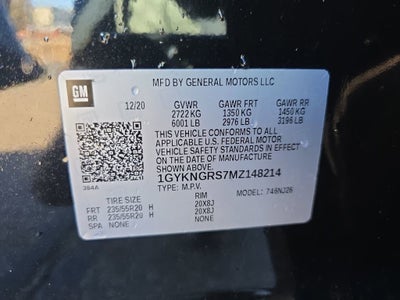 GM
MFD BY GENERAL MOTORS LLC
12/20 GVWR GAWR FRT GAWR RR
2722 KG 1350 KG 1450 KG
6001 LB 2976 LB 3196 LB
THIS VEHICLE CONFORMS TO ALL
APPLICABLE U.S. FEDERAL MOTOR
VEHICLE SAFETY STANDARDS IN EFFECT
ON THE DATE OF MANUFACTURE
SHOWN ABOVE.
1GYKNGRS7MZ148214
384A TYPE: M.P.V. MODEL: 746NJ26
TIRE SIZE RIM
FRT 235/55R20 H 20X8J
RR 235/55R20 H 20X8J
SPA NONE NONE